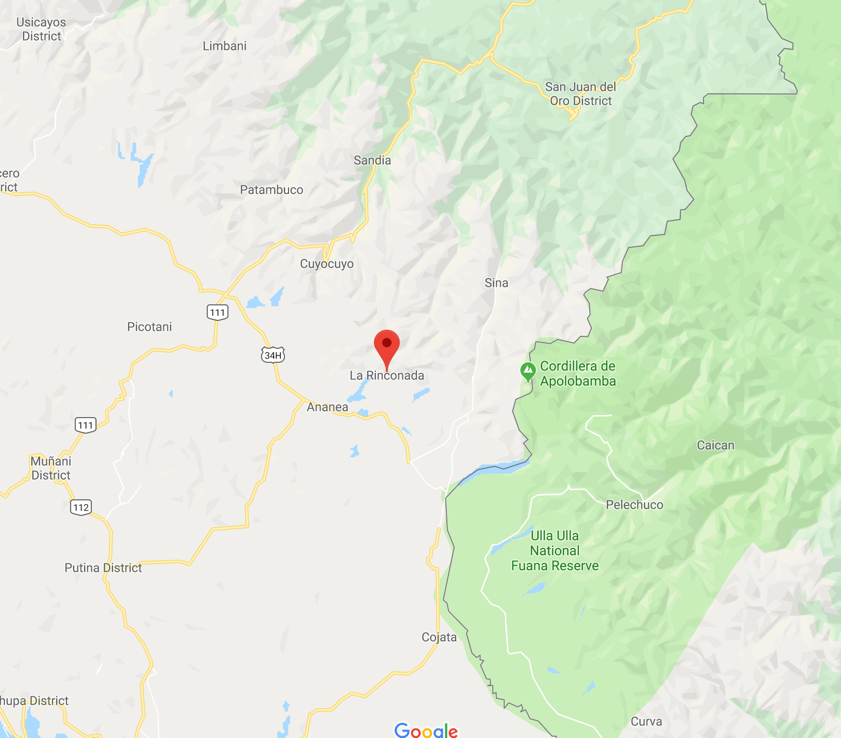 Usicayos
District
Limbani
San Juan del
Oro District
Sandia
cero
rict
Patambuco
Cuyocuyo
Sina
111
Picotani
34H
La Rinconada
Cordillera de
Apolobamba
Ananea
111
Caican
Muñani
District
112
Pelechuco
Ulla Ulla
National
Fuana Reserve
Putina District
Cojata
hupa District
Curva
Google